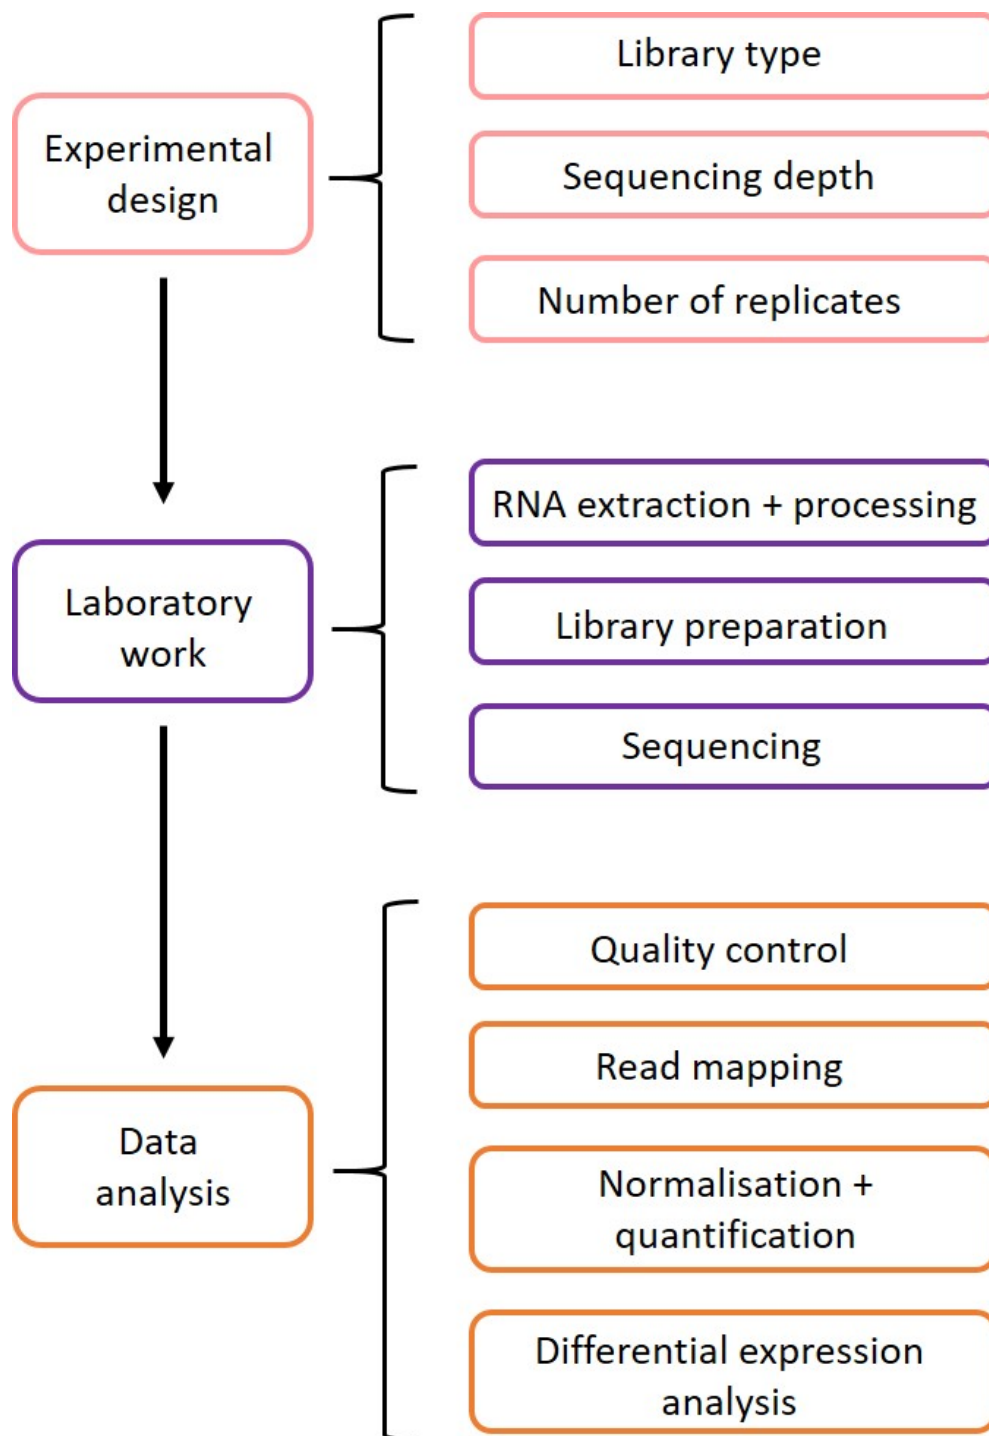 Experimental
design
Library type
Sequencing depth
Number of replicates
Laboratory
work
RNA extraction + processing
Library preparation
Sequencing
Data
analysis
Quality control
Read mapping
Normalisation +
quantification
Differential expression
analysis